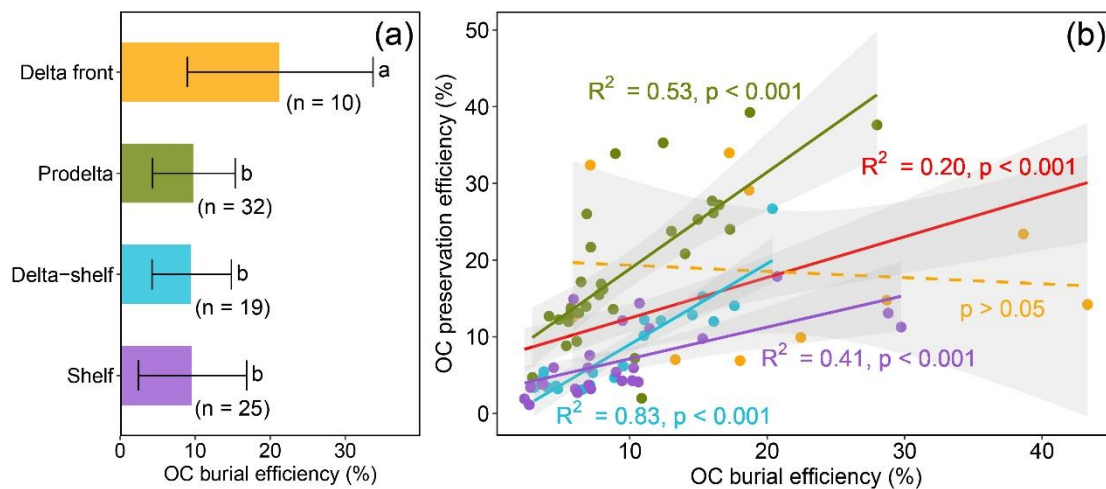 (a)
Delta front
a
(n = 10)
Prodelta
b
(n = 32)
Delta−shelf
b
(n = 19)
Shelf
b
(n = 25)
0 10 20 30 40
OC burial efficiency (%)
(b)
OC preservation efficiency (%)
50
40
30
20
10
0
R² = 0.53, p < 0.001
R² = 0.20, p < 0.001
p > 0.05
R² = 0.41, p < 0.001
R² = 0.83, p < 0.001
10 20 30 40
OC burial efficiency (%)